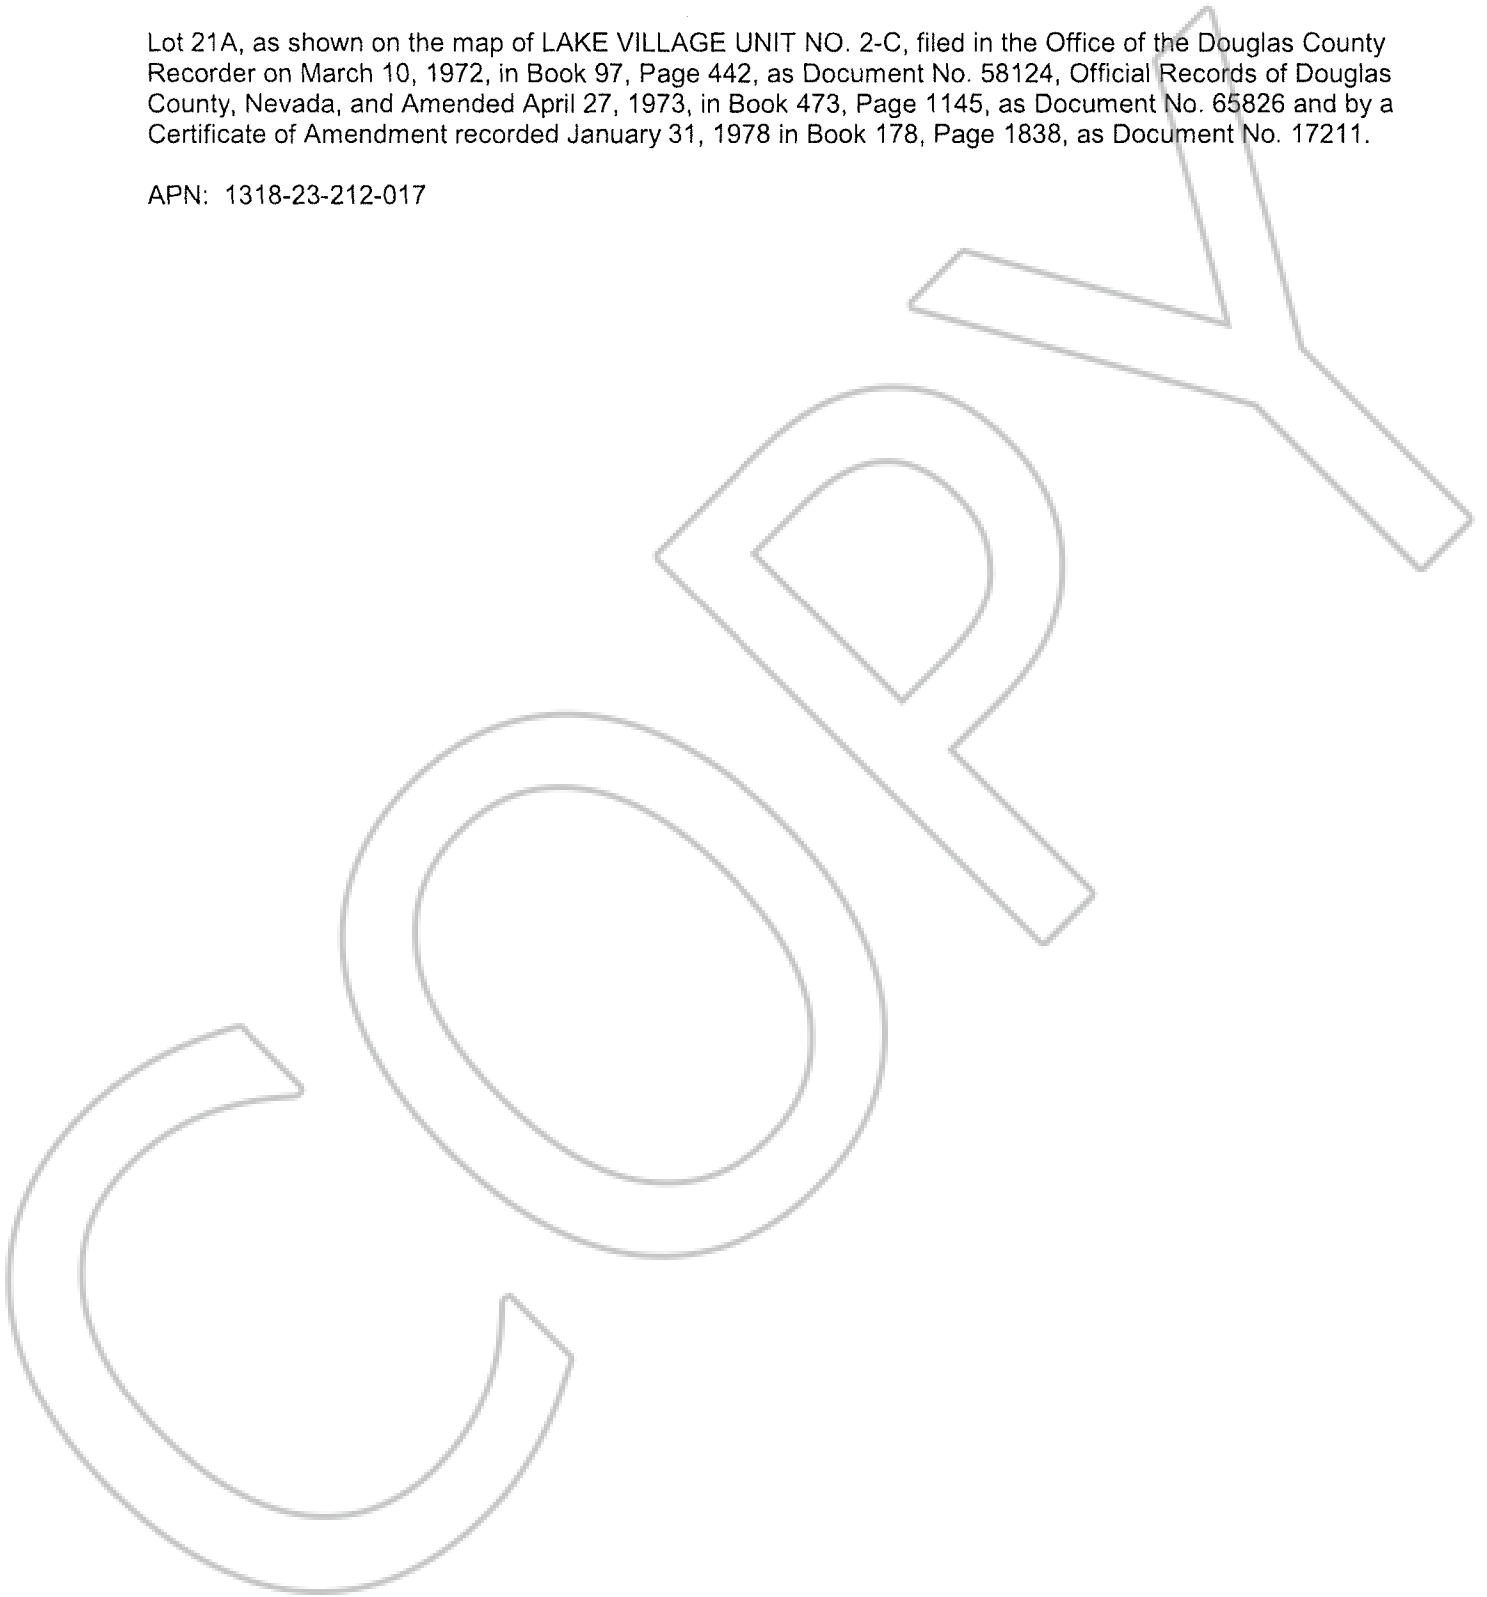 Lot 21A, as shown on the map of LAKE VILLAGE UNIT NO. 2-C, filed in the Office of the Douglas County
Recorder on March 10, 1972, in Book 97, Page 442, as Document No. 58124, Official Records of Douglas
County, Nevada, and Amended April 27, 1973, in Book 473, Page 1145, as Document No. 65826 and by a
Certificate of Amendment recorded January 31, 1978 in Book 178, Page 1838, as Document No. 17211.
APN: 1318-23-212-017
COPY